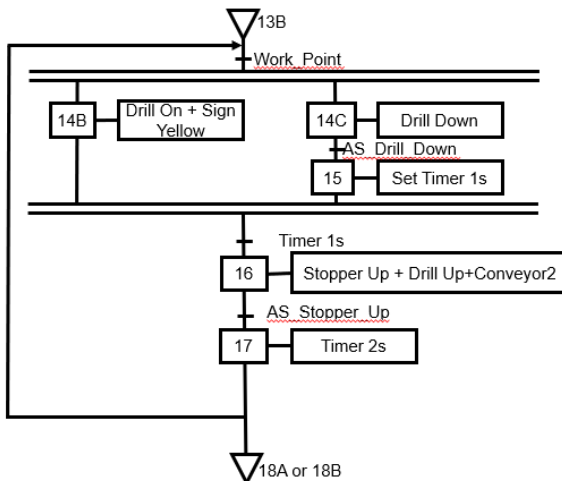 13B
Work_Point
14B
Drill On + Sign
Yellow
14C
Drill Down
AS_Drill_Down
15
Set Timer 1s
Timer 1s
16
Stopper Up + Drill Up+Conveyor2
AS_Stopper_Up
17
Timer 2s
18A or 18B